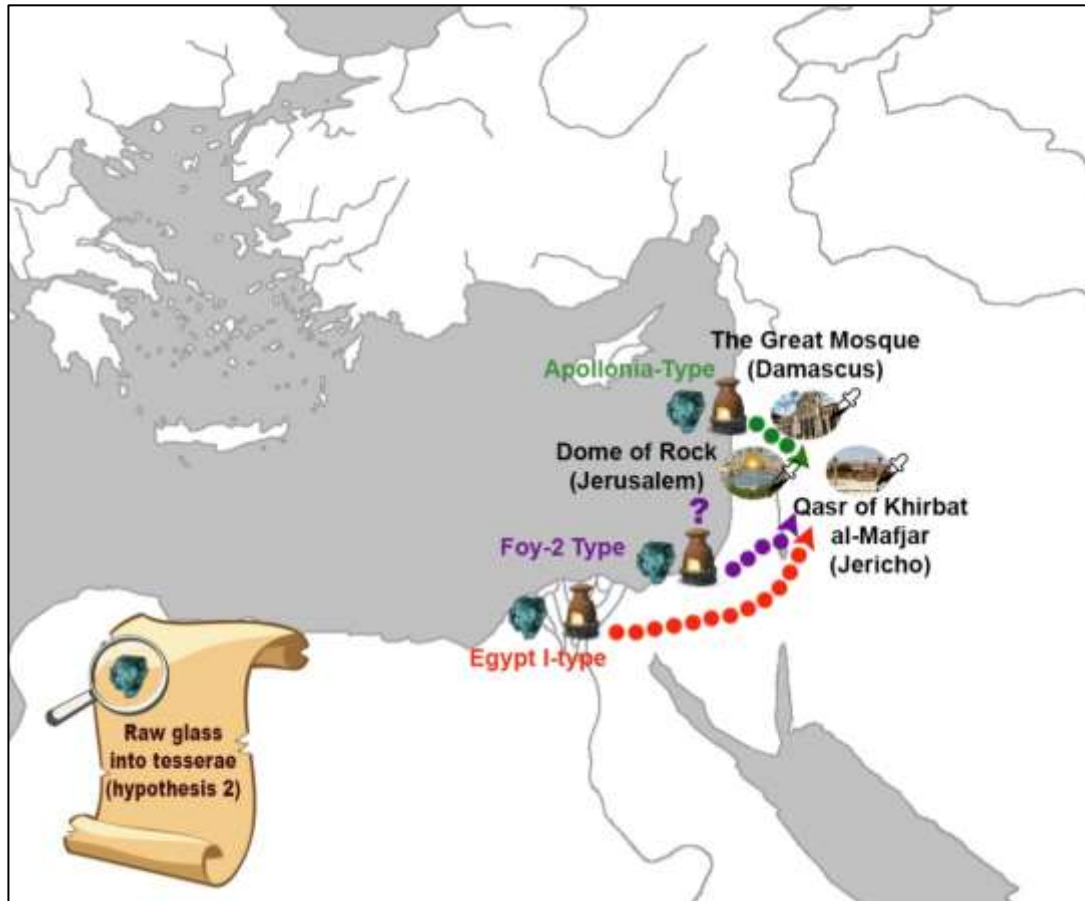 The Great Mosque
(Damascus)
Apollonia-Type
Dome of Rock
(Jerusalem)
?
Qasr of Khirbat
al-Mafjar
(Jericho)
Foy-2 Type
Egypt I-type
Raw glass
into tesserae
(hypothesis 2)